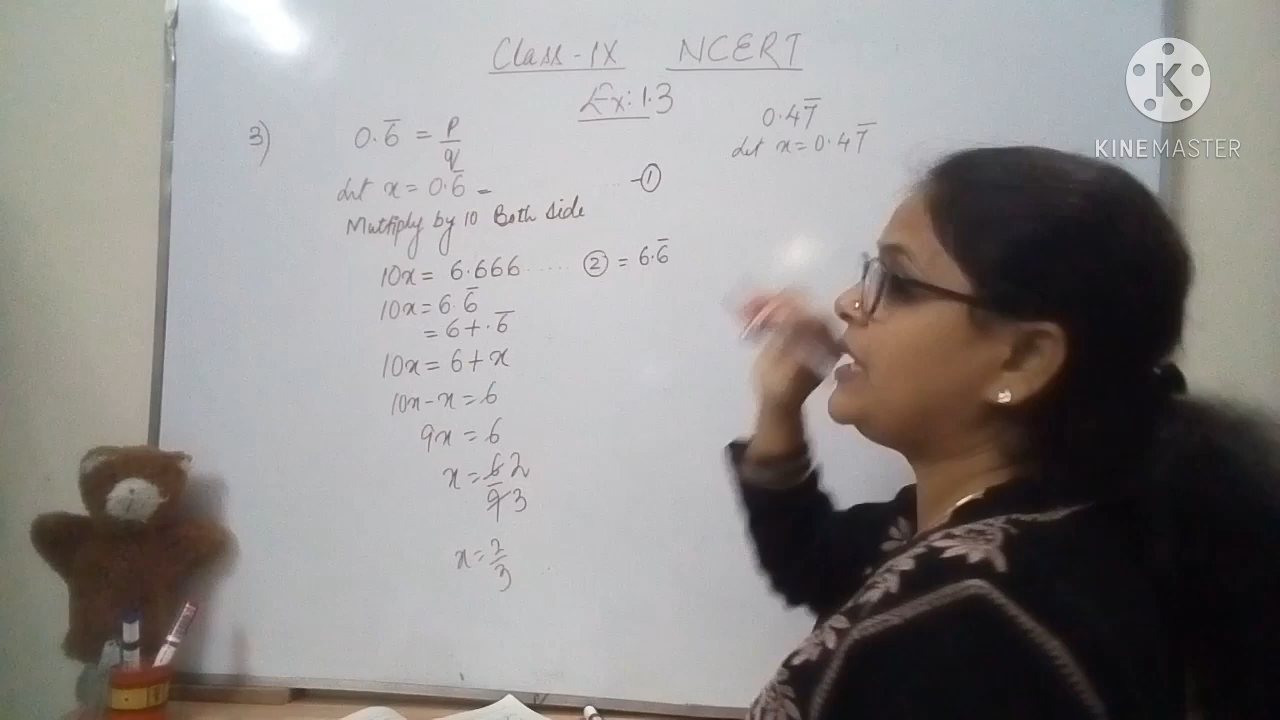 Class-IX NCERT
Ex: 1.3
3) 0.6̅ = p/q
Let x = 0.6̅ - ...... -①
Multiply by 10 Both side
10x = 6.666 ...... ② = 6.6̅
10x = 6.6̅
= 6 + .6̅
10x = 6 + x
10x - x = 6
9x = 6
x = 6/9 2/3
x = 2/3
0.47̅
Let x = 0.47̅
K
KINEMASTER